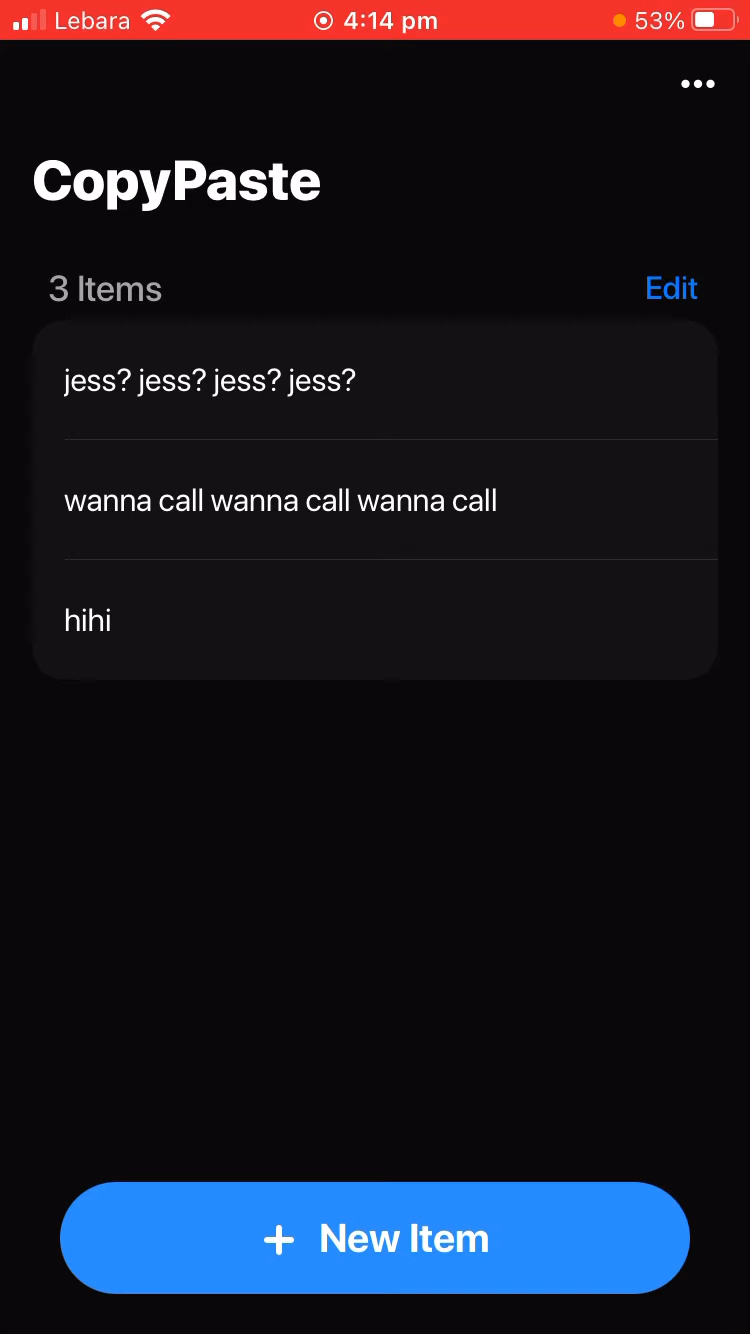 Lebara 4:14 pm 53%
CopyPaste
3 Items Edit
jess? jess? jess? jess?
wanna call wanna call wanna call
hihi
+ New Item